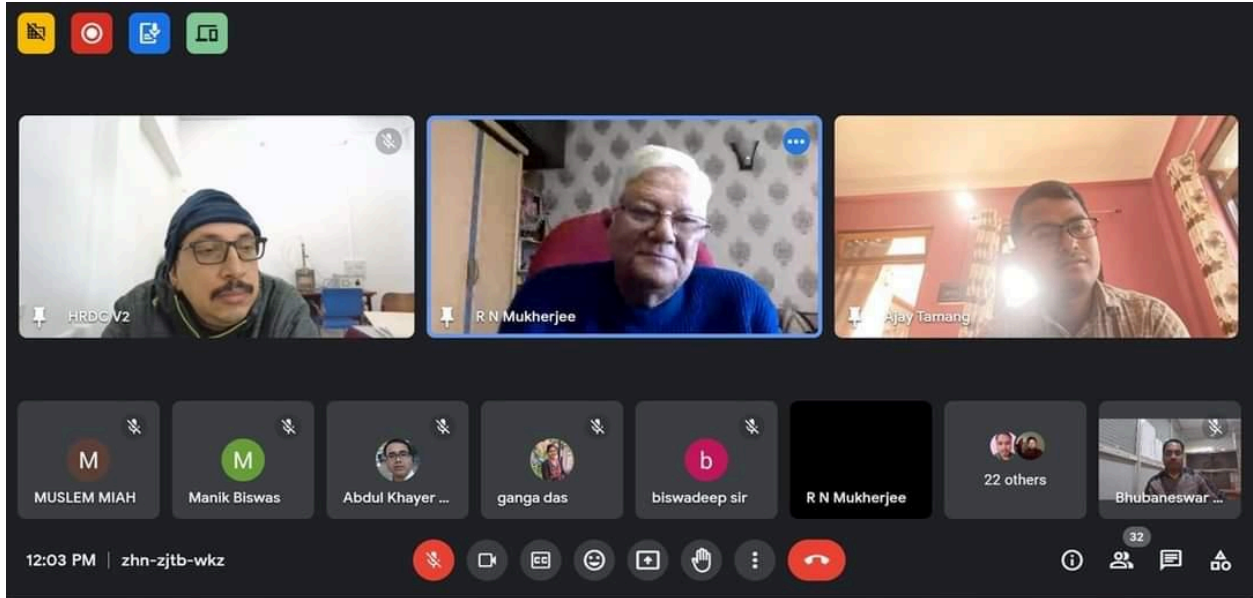 HRDC V2
R N Mukherjee
Ajay Tamang
M
MUSLEM MIAH
M
Manik Biswas
Abdul Khayer ...
ganga das
b
biswadeep sir
R N Mukherjee
22 others
Bhubaneswar ...
12:03 PM | zhn-zjtb-wkz
CC
32